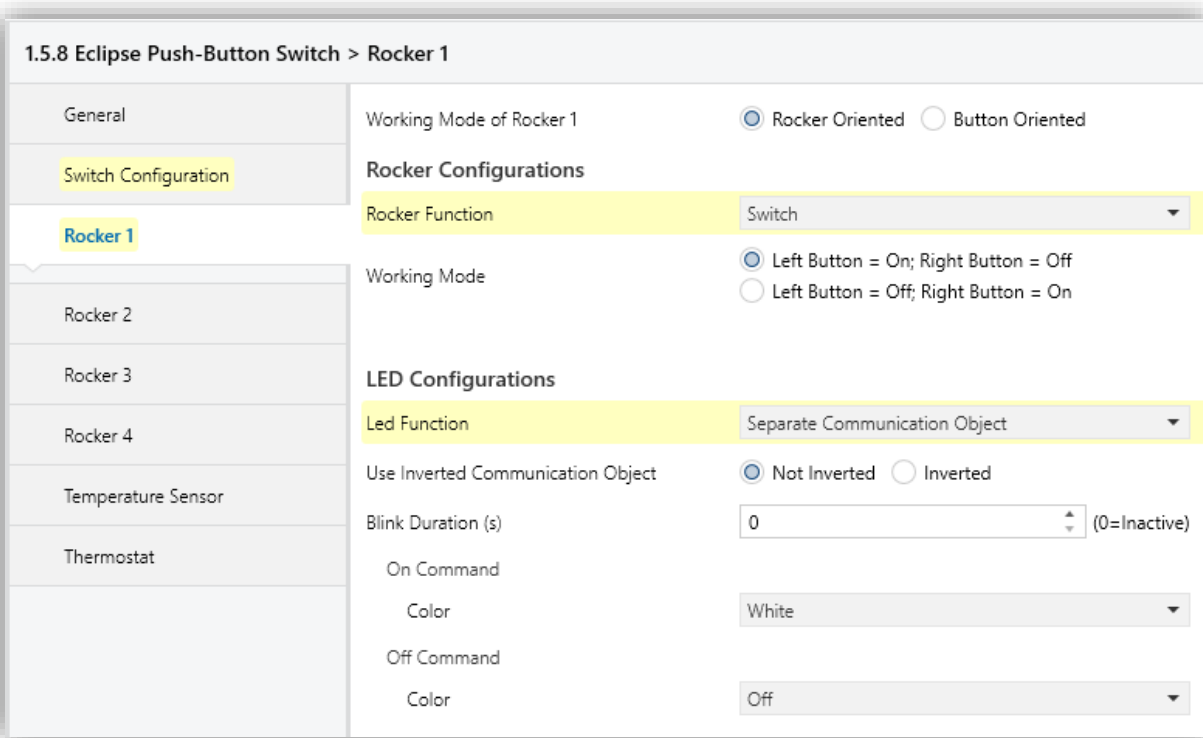 1.5.8 Eclipse Push-Button Switch > Rocker 1
General
Switch Configuration
Rocker 1
Rocker 2
Rocker 3
Rocker 4
Temperature Sensor
Thermostat
Working Mode of Rocker 1 Rocker Oriented Button Oriented
Rocker Configurations
Rocker Function Switch
Working Mode Left Button = On; Right Button = Off
Left Button = Off; Right Button = On
LED Configurations
Led Function Separate Communication Object
Use Inverted Communication Object Not Inverted Inverted
Blink Duration (s) 0 (0=Inactive)
On Command
Color White
Off Command
Color Off